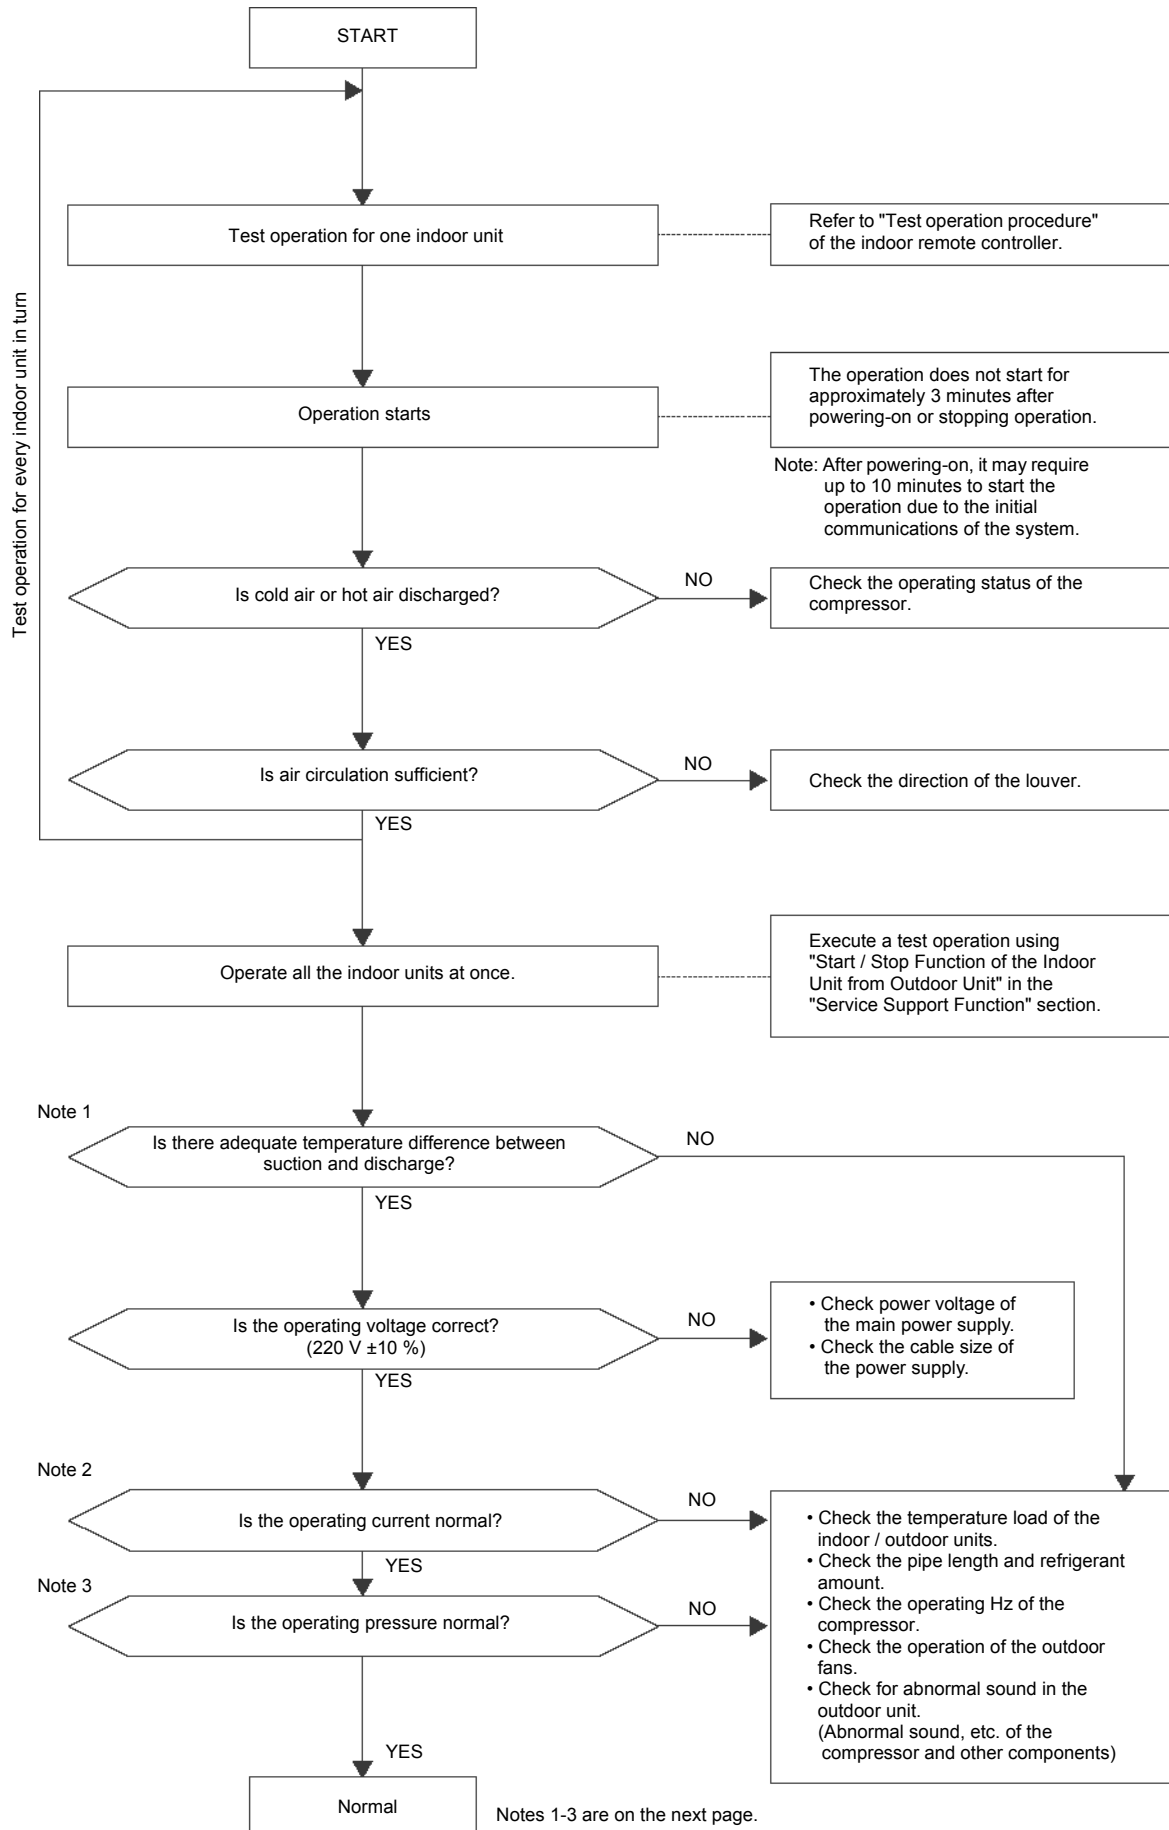 START
Test operation for every indoor unit in turn
Test operation for one indoor unit
Refer to "Test operation procedure"
of the indoor remote controller.
Operation starts
The operation does not start for
approximately 3 minutes after
powering-on or stopping operation.
Note: After powering-on, it may require
up to 10 minutes to start the
operation due to the initial
communications of the system.
Is cold air or hot air discharged?
NO
Check the operating status of the
compressor.
YES
Is air circulation sufficient?
NO
Check the direction of the louver.
YES
Operate all the indoor units at once.
Execute a test operation using
"Start / Stop Function of the Indoor
Unit from Outdoor Unit" in the
"Service Support Function" section.
Note 1
Is there adequate temperature difference between
suction and discharge?
NO
YES
Is the operating voltage correct?
(220 V ±10 %)
NO
• Check power voltage of
the main power supply.
• Check the cable size of
the power supply.
YES
Note 2
Is the operating current normal?
NO
YES
Note 3
Is the operating pressure normal?
NO
• Check the temperature load of the
indoor / outdoor units.
• Check the pipe length and refrigerant
amount.
• Check the operating Hz of the
compressor.
• Check the operation of the outdoor
fans.
• Check for abnormal sound in the
outdoor unit.
(Abnormal sound, etc. of the
compressor and other components)
YES
Normal
Notes 1-3 are on the next page.